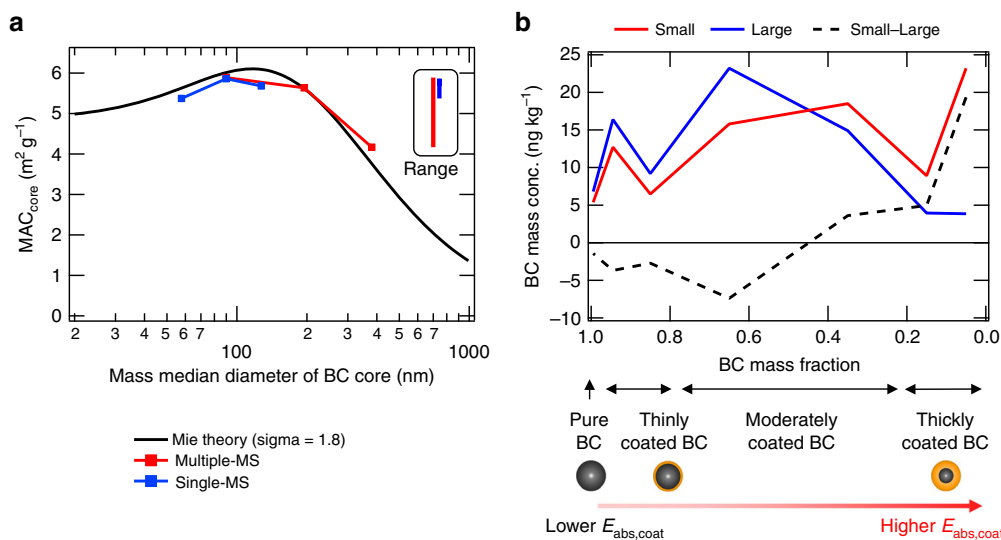 a
MAC_core (m² g⁻¹)
6
5
4
3
2
1
0
Range
2 3 4 5 6 7 100 2 3 4 5 6 7 1000
Mass median diameter of BC core (nm)
Mie theory (sigma = 1.8)
Multiple-MS
Single-MS
b
Small Large Small–Large
BC mass conc. (ng kg⁻¹)
25
20
15
10
5
0
−5
−10
1.0 0.8 0.6 0.4 0.2 0.0
BC mass fraction
Pure Thinly Moderately Thickly
BC coated BC coated BC coated BC
Lower E_abs,coat Higher E_abs,coat